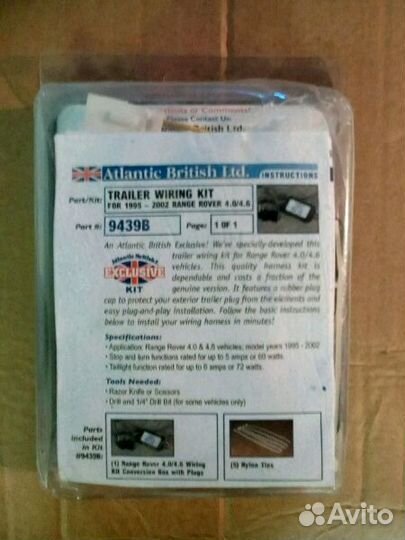 Questions or Comments?
Please Contact Us:
British Ltd.
Atlantic British Ltd.
INSTRUCTIONS
Part/Kit:
TRAILER WIRING KIT
FOR 1995 - 2002 RANGE ROVER 4.0/4.6
Part #:
9439B
Page:
1 OF 1
An Atlantic British Exclusive! We've specially developed this
trailer wiring kit for Range Rover 4.0/4.6
vehicles. This quality harness kit is
dependable and costs a fraction of the
genuine version. It features a rubber plug
cap to protect your exterior trailer plug from the elements and
easy plug-and-play installation. Follow the basic instructions
below to install your wiring harness in minutes!
Atlantic British's
EXCLUSIVE
KIT
Specifications:
• Application: Range Rover 4.0 & 4.6 vehicles; model years 1995 - 2002
• Stop and turn functions rated for up to 5 amps or 60 watts.
• Taillight function rated for up to 6 amps or 72 watts.
Tools Needed:
• Razor Knife or Scissors
• Drill and 1/4" Drill Bit (for some vehicles only)
Parts
included
in Kit
#9439B:
(1) Range Rover 4.0/4.6 Wiring
Kit Conversion Box with Plugs
(5) Nylon Ties
Avito